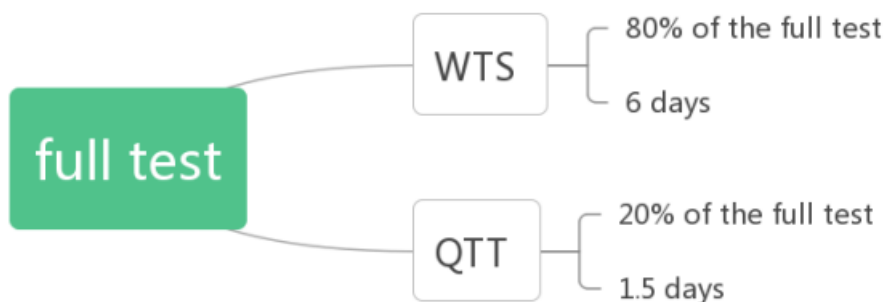 full test
WTS
80% of the full test
6 days
QTT
20% of the full test
1.5 days